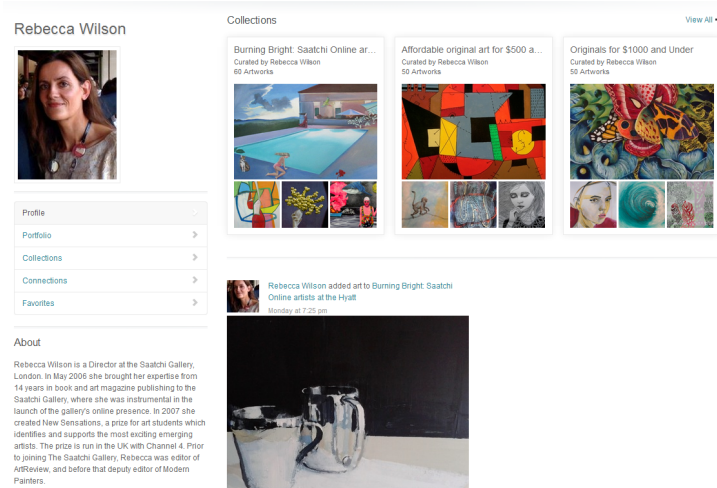 Rebecca Wilson
Profile
Portfolio
Collections
Connections
Favorites
About
Rebecca Wilson is a Director at the Saatchi Gallery,
London. In May 2006 she brought her expertise from
14 years in book and art magazine publishing to the
Saatchi Gallery, where she was instrumental in the
launch of the gallery's online presence. In 2007 she
created New Sensations, a prize for art students which
identifies and supports the most exciting emerging
artists. The prize is run in the UK with Channel 4. Prior
to joining The Saatchi Gallery, Rebecca was editor of
ArtReview, and before that deputy editor of Modern
Painters.
Collections
View All •
Burning Bright: Saatchi Online ar...
Curated by Rebecca Wilson
60 Artworks
Affordable original art for $500 a...
Curated by Rebecca Wilson
50 Artworks
Originals for $1000 and Under
Curated by Rebecca Wilson
50 Artworks
Rebecca Wilson added art to Burning Bright: Saatchi
Online artists at the Hyatt
Monday at 7:25 pm